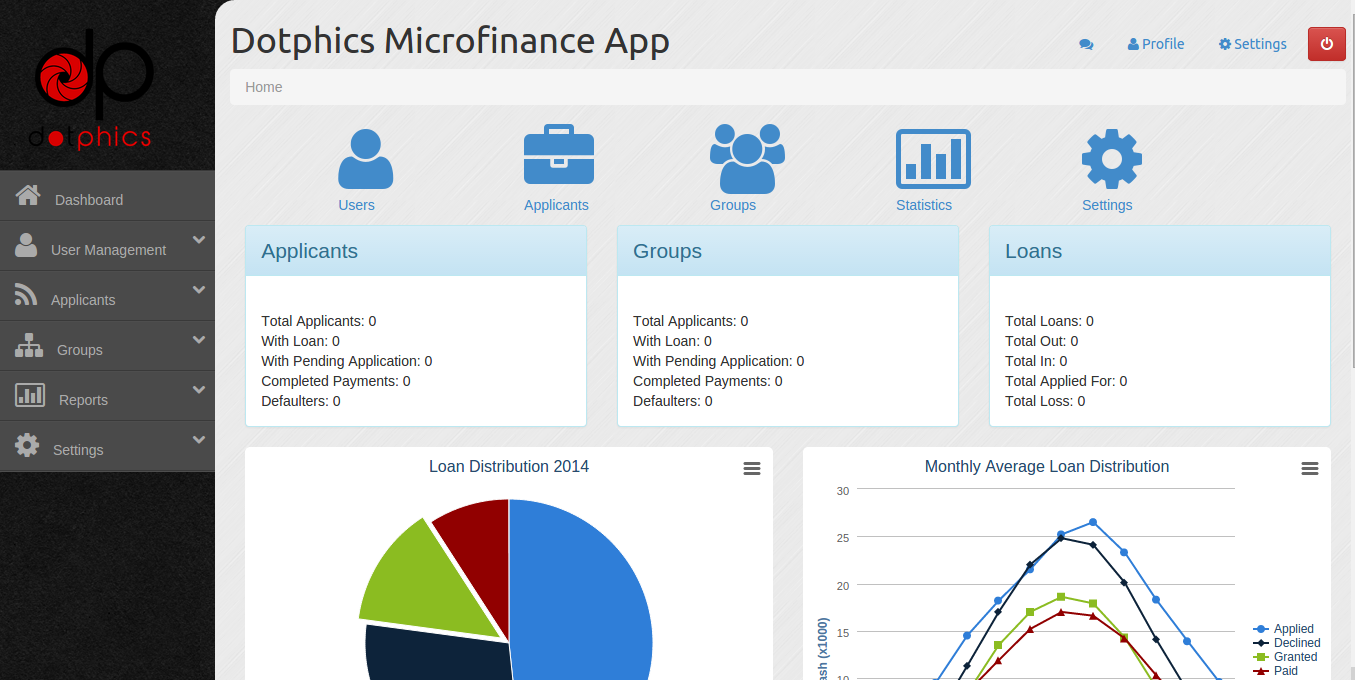 dp
dotphics
Dotphics Microfinance App
Profile
Settings
Home
Dashboard
User Management
Applicants
Groups
Reports
Settings
Users
Applicants
Groups
Statistics
Settings
Applicants
Total Applicants: 0
With Loan: 0
With Pending Application: 0
Completed Payments: 0
Defaulters: 0
Groups
Total Applicants: 0
With Loan: 0
With Pending Application: 0
Completed Payments: 0
Defaulters: 0
Loans
Total Loans: 0
Total Out: 0
Total In: 0
Total Applied For: 0
Total Loss: 0
Loan Distribution 2014
Monthly Average Loan Distribution
30
25
20
15
10
(x1000)
Applied
Declined
Granted
Paid